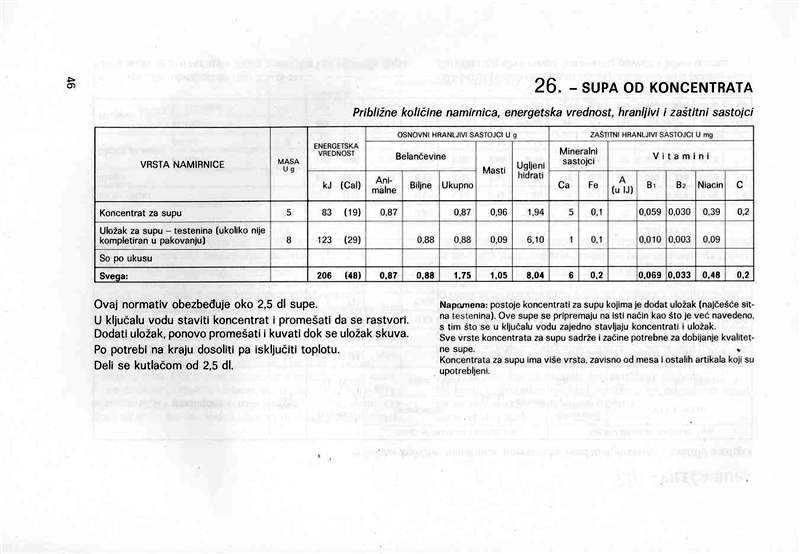 46
26. – SUPA OD KONCENTRATA
Približne količine namirnica, energetska vrednost, hranljivi i zaštitni sastojci
VRSTA NAMIRNICE MASA U g ENERGETSKA VREDNOST OSNOVNI HRANLJIVI SASTOJCI U g ZAŠTITNI HRANLJIVI SASTOJCI U mg
Belančevine Masti Ugljeni hidrati Mineralni sastojci Vitamini
kJ (Cal) Ani-malne Biljne Ukupno Ca Fe A (u IJ) B1 B2 Niacin C
Koncentrat za supu 5 83 (19) 0,87 0,87 0,96 1,94 5 0,1 0,059 0,030 0,39 0,2
Uložak za supu – testenina (ukoliko nije
kompletiran u pakovanju) 8 123 (29) 0,88 0,88 0,09 6,10 1 0,1 0,010 0,003 0,09
So po ukusu
Svega: 206 (48) 0,87 0,88 1,75 1,05 8,04 6 0,2 0,069 0,033 0,48 0,2
Ovaj normativ obezbeđuje oko 2,5 dl supe.
U ključalu vodu staviti koncentrat i promešati da se rastvori.
Dodati uložak, ponovo promešati i kuvati dok se uložak skuva.
Po potrebi na kraju dosoliti pa isključiti toplotu.
Deli se kutlačom od 2,5 dl.
Napomena: postoje koncentrati za supu kojima je dodat uložak (najčešće sit-
na testenina). Ove supe se pripremaju na isti način kao što je već navedeno,
s tim što se u ključalu vodu zajedno stavljaju koncentrati i uložak.
Sve vrste koncentrata za supu sadrže i začine potrebne za dobijanje kvalitet-
ne supe.
Koncentrata za supu ima više vrsta, zavisno od mesa i ostalih artikala koji su
upotrebljeni.